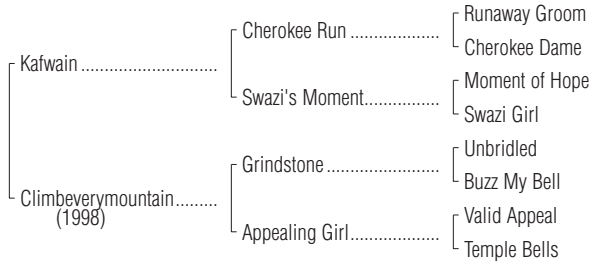 Runaway Groom
Cherokee Run ..................
Cherokee Dame
Kafwain ...........................
Moment of Hope
Swazi's Moment...............
Swazi Girl
Unbridled
Grindstone .......................
Buzz My Bell
Climbeverymountain.........
(1998)
Valid Appeal
Appealing Girl..................
Temple Bells